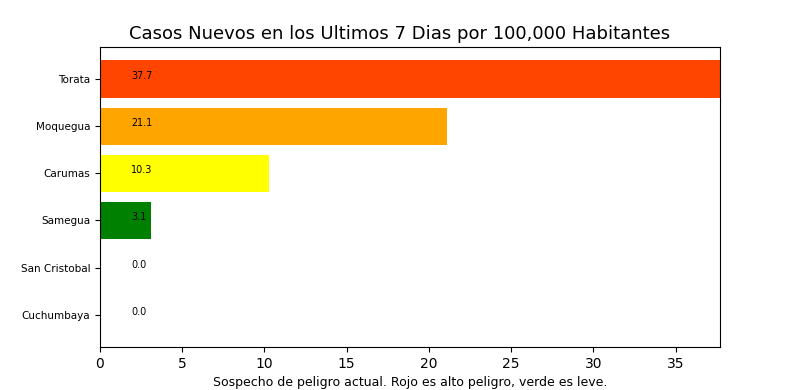 Casos Nuevos en los Ultimos 7 Dias por 100,000 Habitantes
Torata 37.7
Moquegua 21.1
Carumas 10.3
Samegua 3.1
San Cristobal 0.0
Cuchumbaya 0.0
0 5 10 15 20 25 30 35
Sospecho de peligro actual. Rojo es alto peligro, verde es leve.